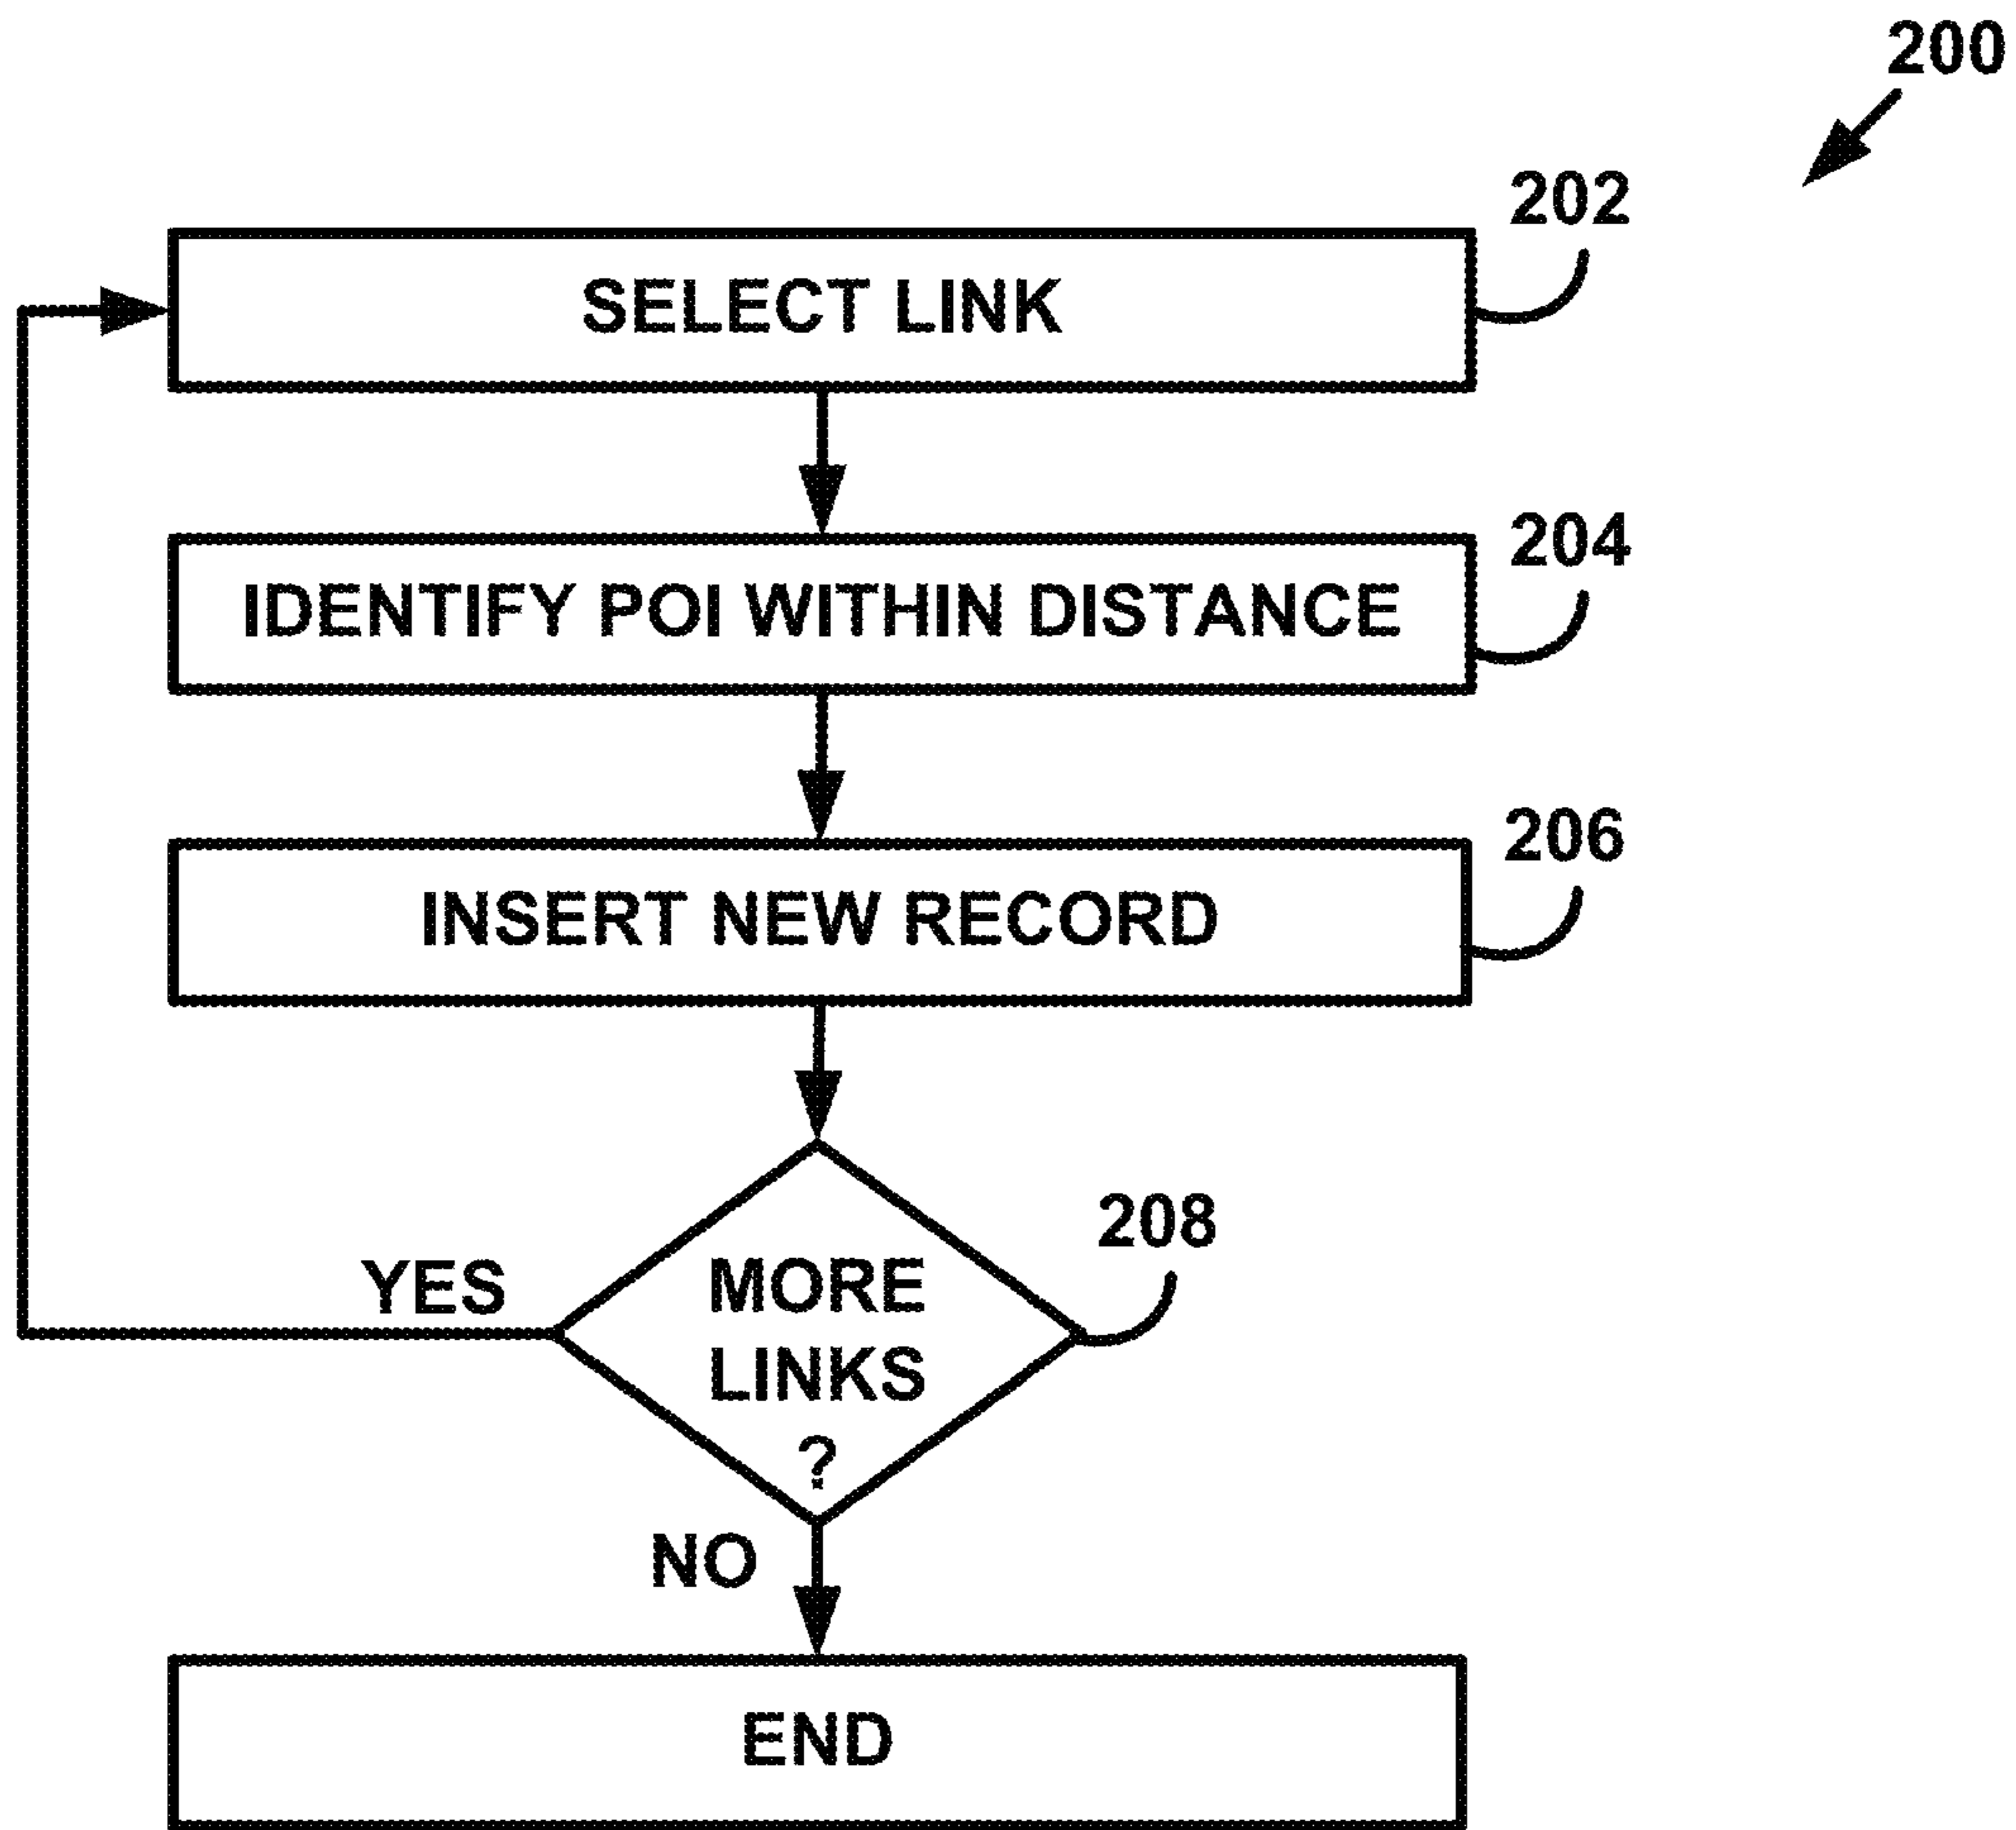 200
202
SELECT LINK
204
IDENTIFY POI WITHIN DISTANCE
206
INSERT NEW RECORD
208
YES
MORE
LINKS
?
NO
END